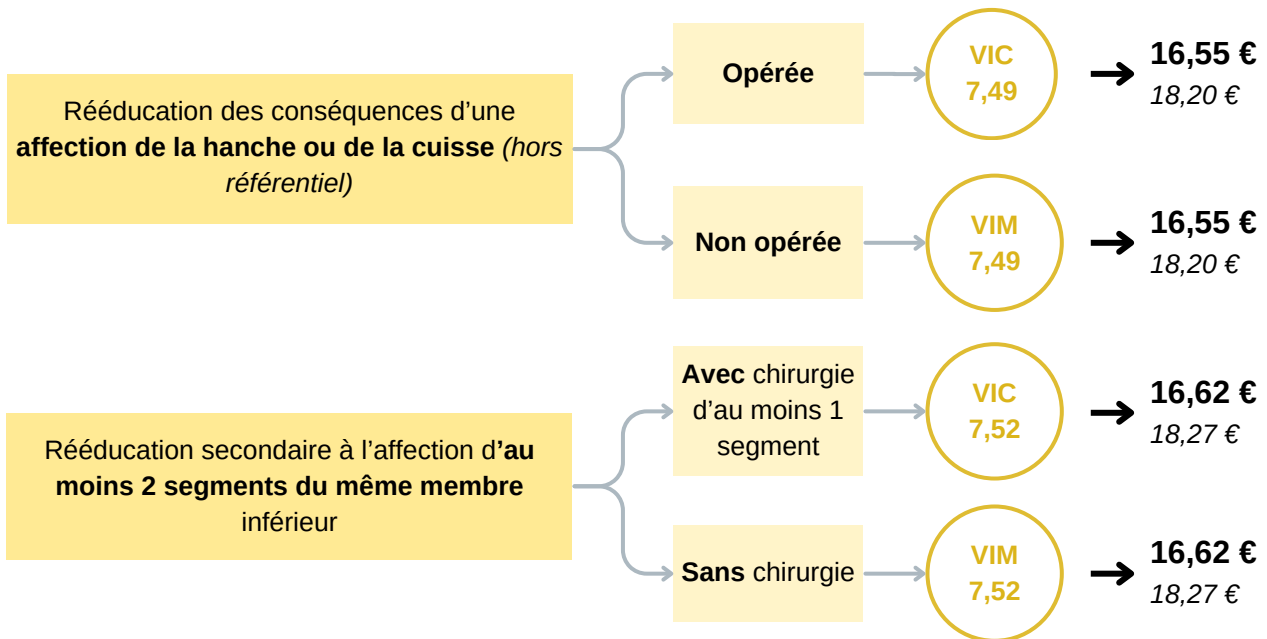 Rééducation des conséquences d’une
affection de la hanche ou de la cuisse (hors
référentiel)
Opérée
VIC
7,49
16,55 €
18,20 €
Non opérée
VIM
7,49
16,55 €
18,20 €
Rééducation secondaire à l’affection d’au
moins 2 segments du même membre
inférieur
Avec chirurgie
d’au moins 1
segment
VIC
7,52
16,62 €
18,27 €
Sans chirurgie
VIM
7,52
16,62 €
18,27 €